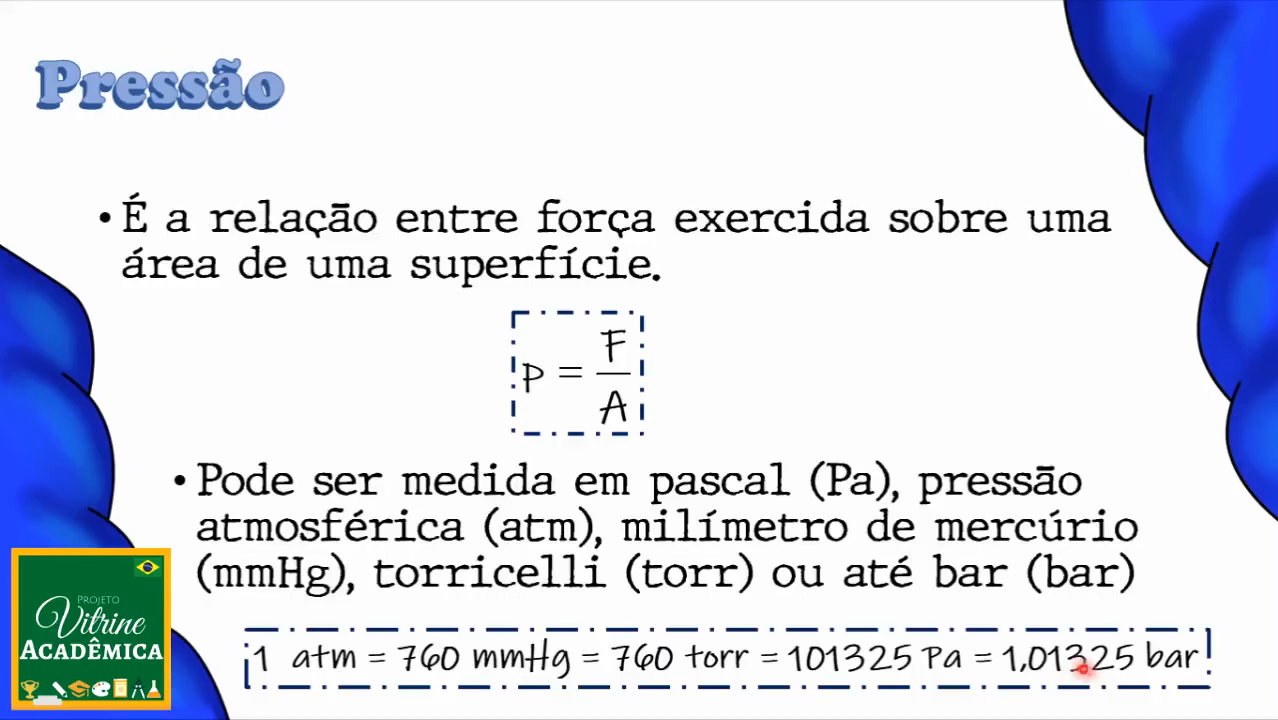 Pressão
• É a relação entre força exercida sobre uma
área de uma superfície.
P = F/A
• Pode ser medida em pascal (Pa), pressão
atmosférica (atm), milímetro de mercúrio
(mmHg), torricelli (torr) ou até bar (bar)
1 atm = 760 mmHg = 760 torr = 101325 Pa = 1,01325 bar
PROJETO
Vitrine
ACADÊMICA